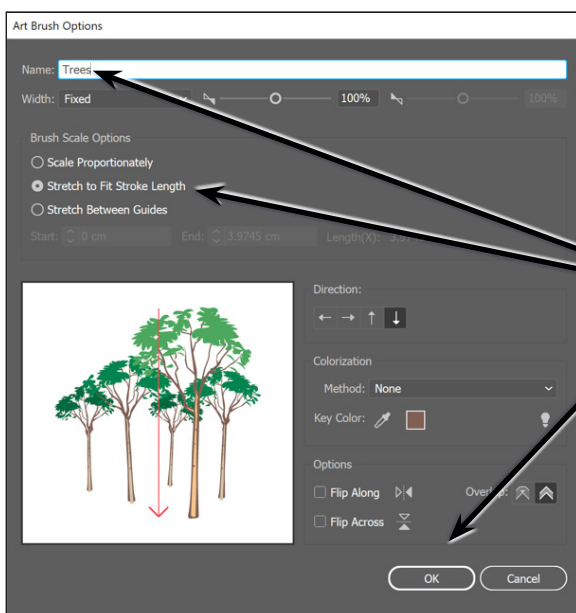 Art Brush Options
Name: Trees
Width: Fixed 100% 100%
Brush Scale Options
Scale Proportionately
Stretch to Fit Stroke Length
Stretch Between Guides
Start: 0 cm End: 3.9745 cm Length(X):
Direction:
Colorization
Method: None
Key Color:
Options
Flip Along Overlap:
Flip Across
OK Cancel